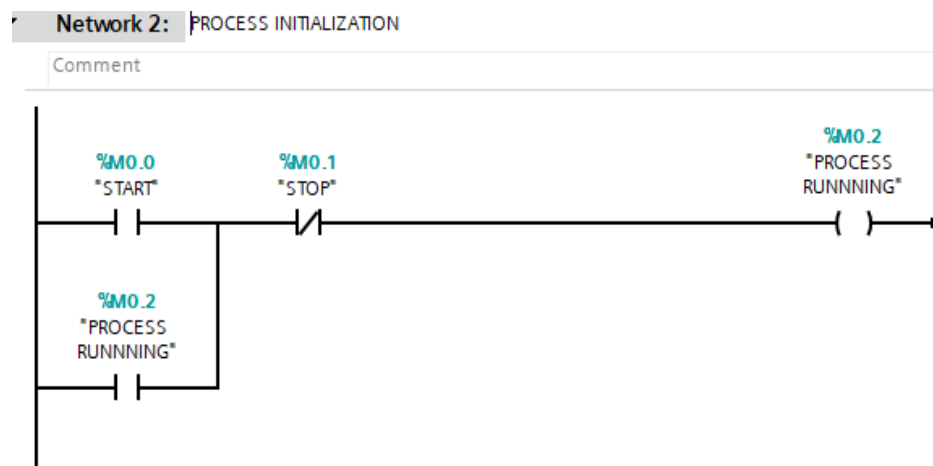 Network 2: PROCESS INITIALIZATION
Comment
%M0.0
"START"
%M0.1
"STOP"
%M0.2
"PROCESS
RUNNNING"
%M0.2
"PROCESS
RUNNNING"